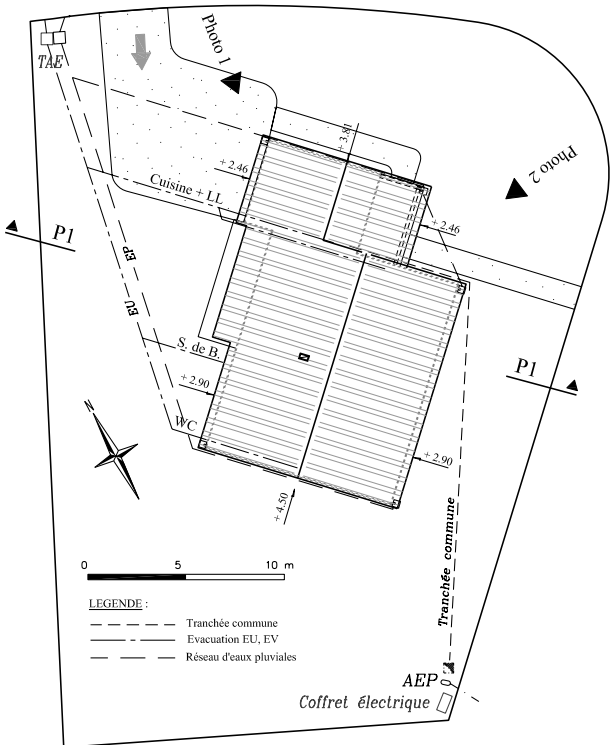 TAE
Photo 1
+ 3.81
+ 2.46
Photo 2
Cuisine + LL
+ 2.46
P1
EP
EU
S. de B.
P1
+ 2.90
WC
+ 2.90
N
+ 4.50
0 5 10 m
Tranchée commune
LEGENDE :
Tranchée commune
Evacuation EU, EV
Réseau d'eaux pluviales
AEP
Coffret électrique